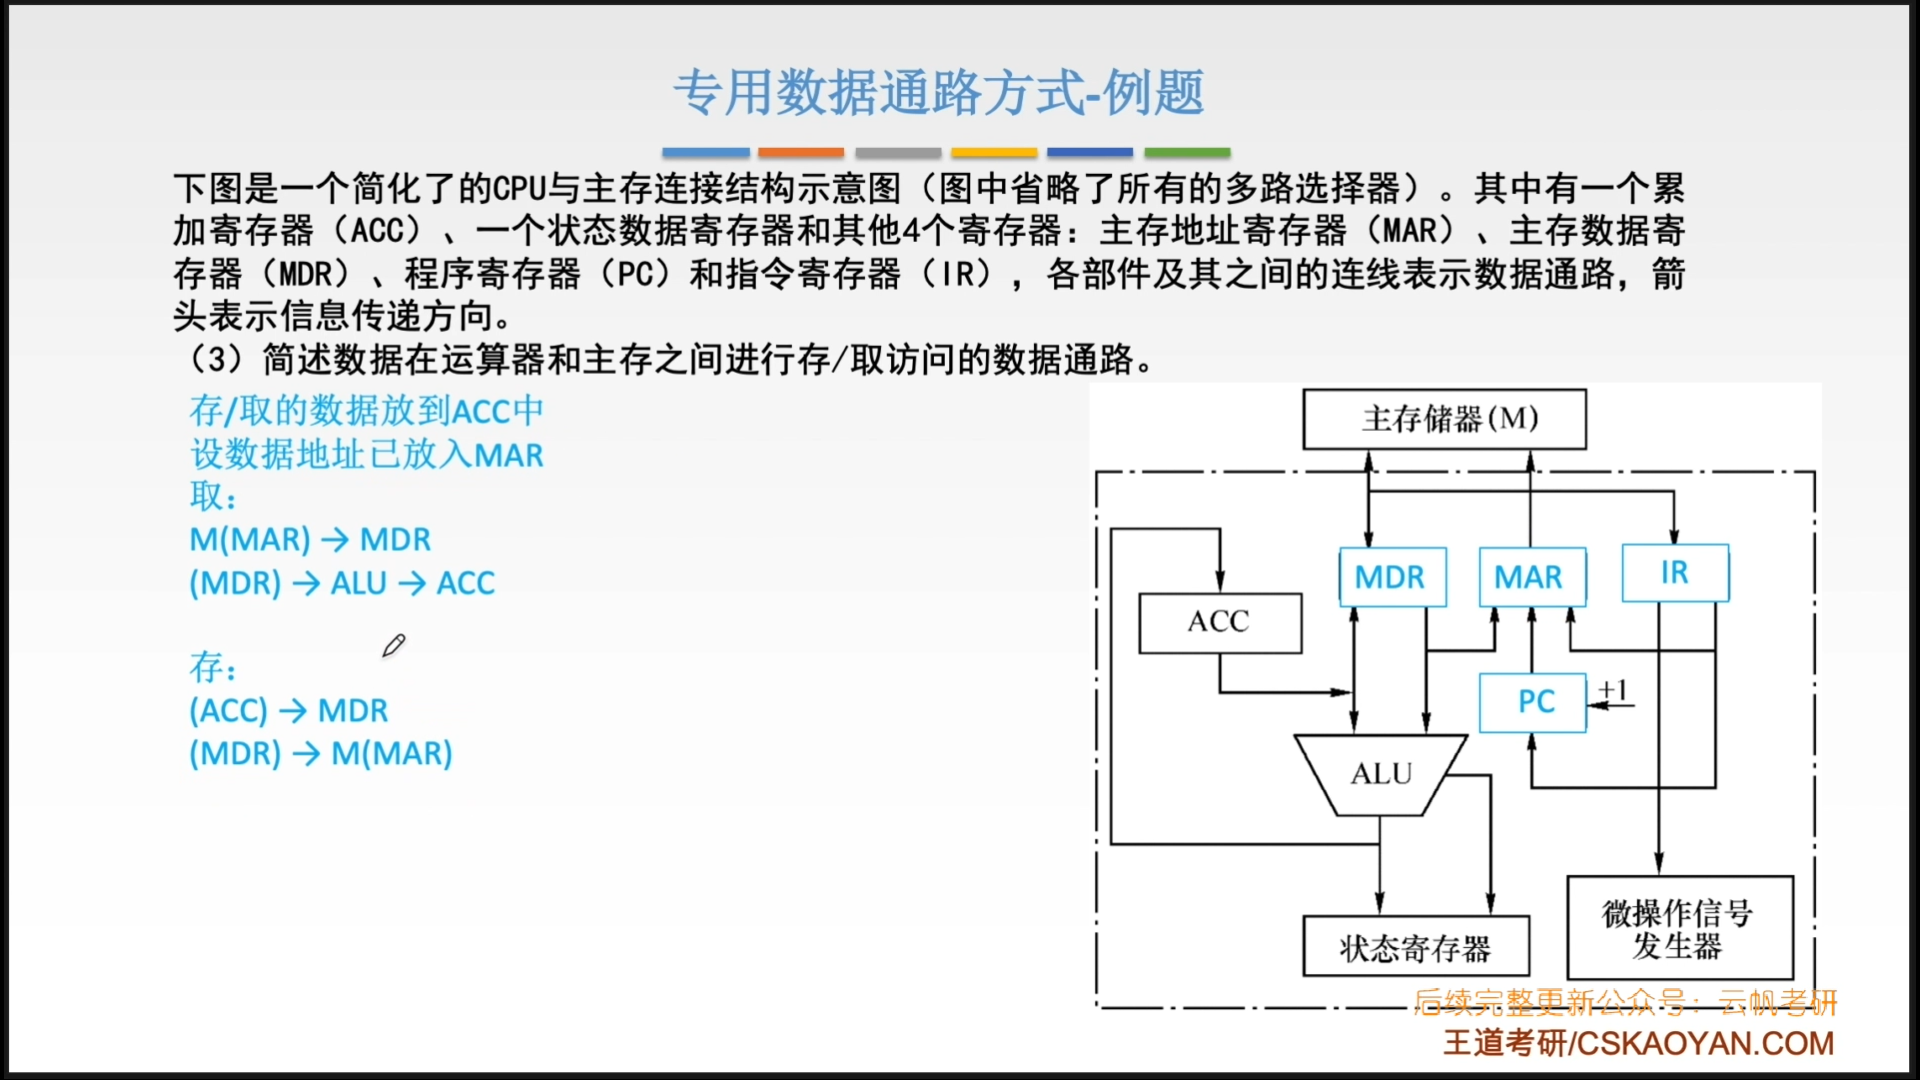 专用数据通路方式-例题
下图是一个简化了的CPU与主存连接结构示意图（图中省略了所有的多路选择器）。其中有一个累
加寄存器（ACC）、一个状态数据寄存器和其他4个寄存器：主存地址寄存器（MAR）、主存数据寄
存器（MDR）、程序寄存器（PC）和指令寄存器（IR），各部件及其之间的连线表示数据通路，箭
头表示信息传递方向。
（3）简述数据在运算器和主存之间进行存/取访问的数据通路。
存/取的数据放到ACC中
设数据地址已放入MAR
取：
M(MAR) → MDR
(MDR) → ALU → ACC
存：
(ACC) → MDR
(MDR) → M(MAR)
主存储器(M)
MDR
MAR
IR
ACC
PC
+1
ALU
状态寄存器
微操作信号
发生器
后续完整更新公众号：云帆考研
王道考研/CSKAOYAN.COM